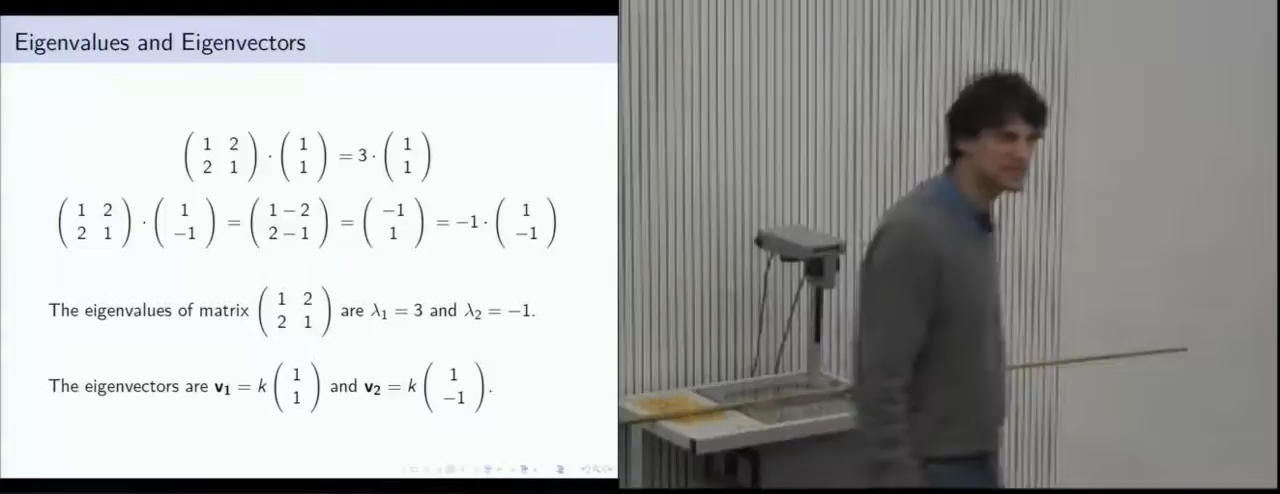 Eigenvalues and Eigenvectors
( 1 2 ; 2 1 ) · ( 1 ; 1 ) = 3 · ( 1 ; 1 )
( 1 2 ; 2 1 ) · ( 1 ; −1 ) = ( 1 − 2 ; 2 − 1 ) = ( −1 ; 1 ) = −1 · ( 1 ; −1 )
The eigenvalues of matrix ( 1 2 ; 2 1 ) are λ₁ = 3 and λ₂ = −1.
The eigenvectors are v₁ = k ( 1 ; 1 ) and v₂ = k ( 1 ; −1 ).